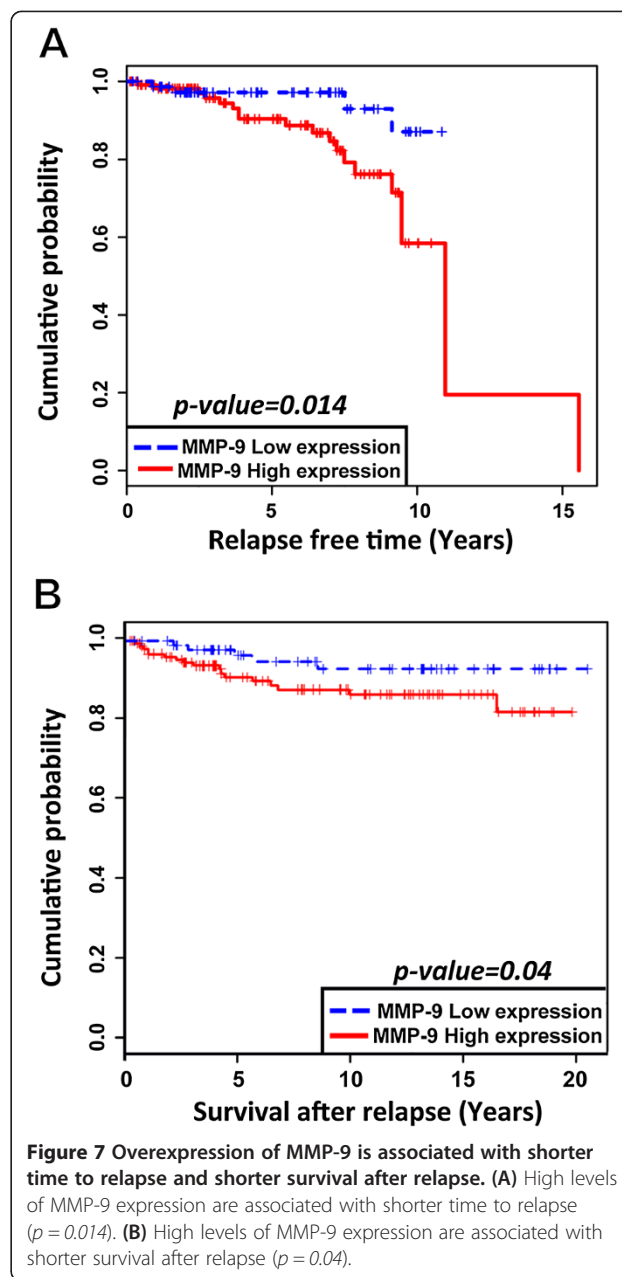 A
Cumulative probability
1.0
0.8
0.6
0.4
0.2
0.0
p-value=0.014
MMP-9 Low expression
MMP-9 High expression
0 5 10 15
Relapse free time (Years)
B
Cumulative probability
1.0
0.8
0.6
0.4
0.2
0.0
p-value=0.04
MMP-9 Low expression
MMP-9 High expression
0 5 10 15 20
Survival after relapse (Years)
Figure 7 Overexpression of MMP-9 is associated with shorter
time to relapse and shorter survival after relapse. (A) High levels
of MMP-9 expression are associated with shorter time to relapse
(p = 0.014). (B) High levels of MMP-9 expression are associated with
shorter survival after relapse (p = 0.04).